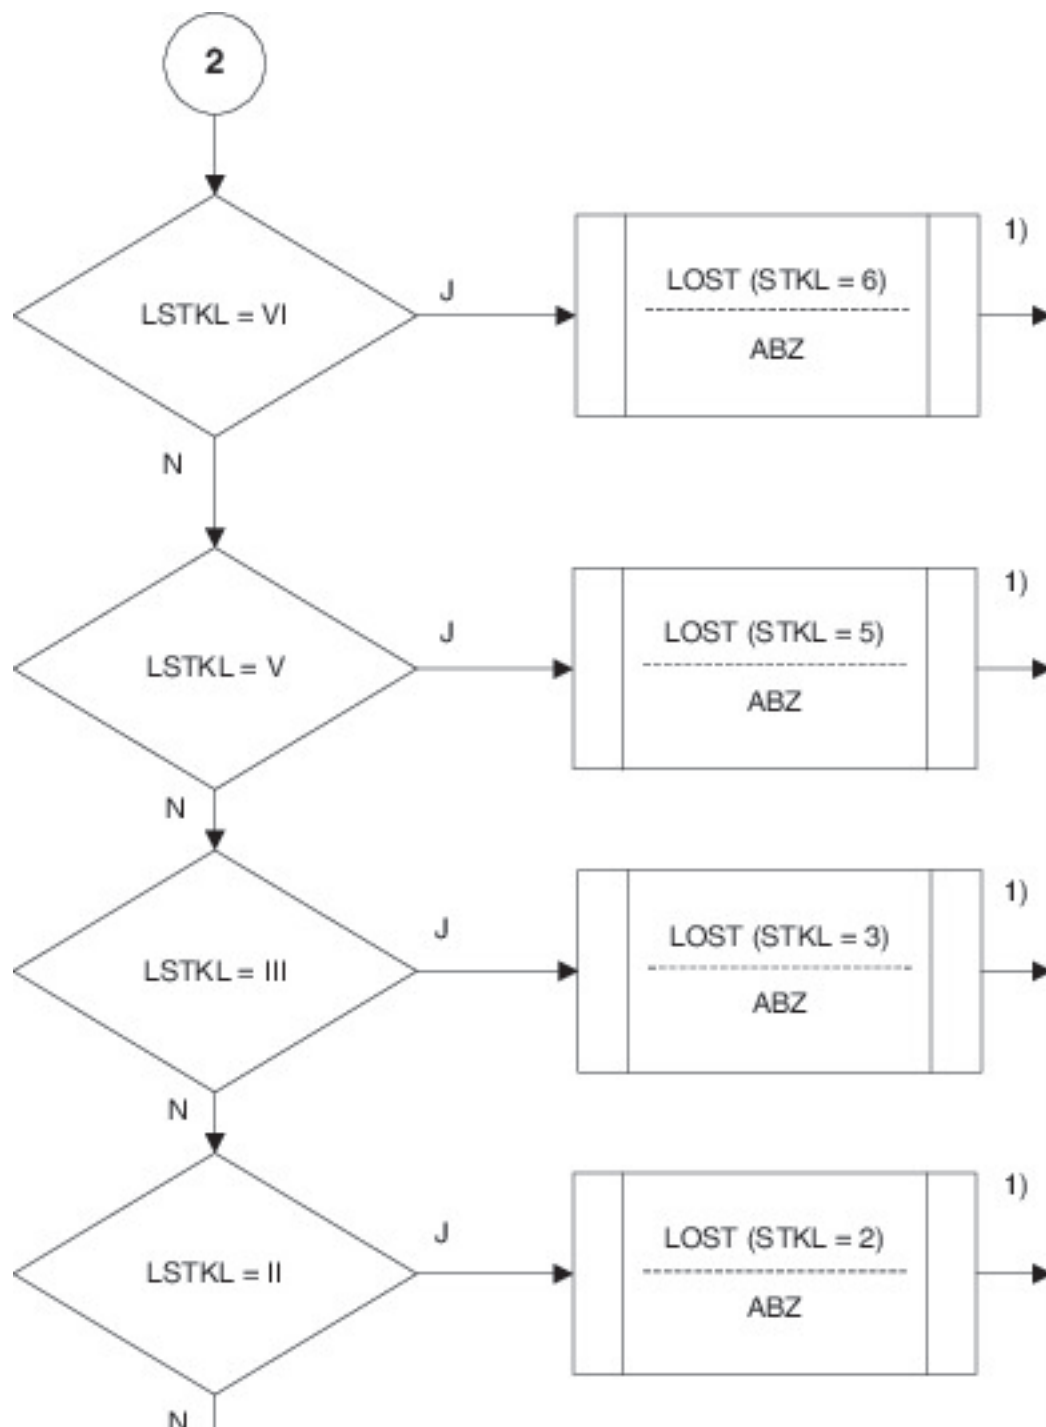 2
LSTKL = VI
J
LOST (STKL = 6)
ABZ
1)
N
LSTKL = V
J
LOST (STKL = 5)
ABZ
1)
N
LSTKL = III
J
LOST (STKL = 3)
ABZ
1)
N
LSTKL = II
J
LOST (STKL = 2)
ABZ
1)
N